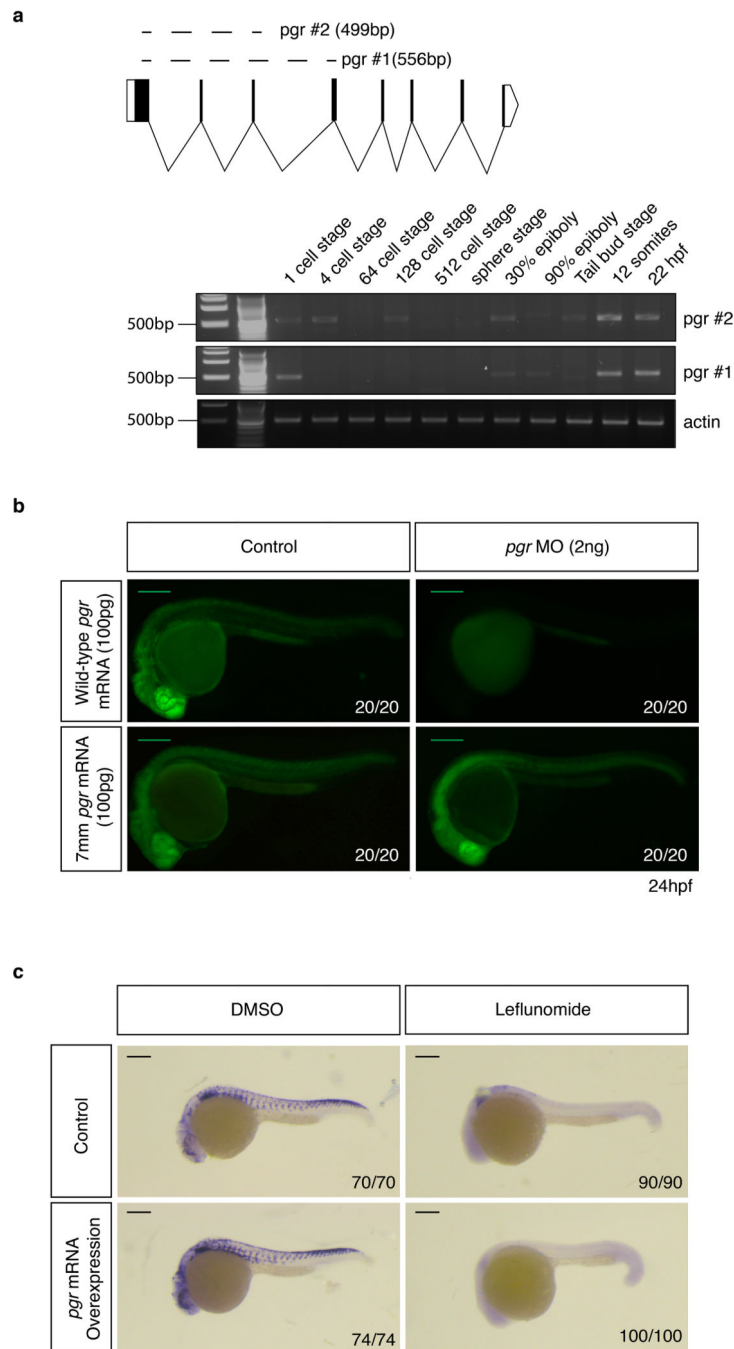 a
pgr #2 (499bp)
pgr #1(556bp)
1 cell stage
4 cell stage
64 cell stage
128 cell stage
512 cell stage
sphere stage
30% epiboly
90% epiboly
Tail bud stage
12 somites
22 hpf
500bp
pgr #2
500bp
pgr #1
500bp
actin
b
Control
pgr MO (2ng)
Wild-type pgr
mRNA (100pg)
20/20
20/20
7mm pgr mRNA
(100pg)
20/20
20/20
24hpf
c
DMSO
Leflunomide
Control
70/70
90/90
pgr mRNA
Overexpression
74/74
100/100